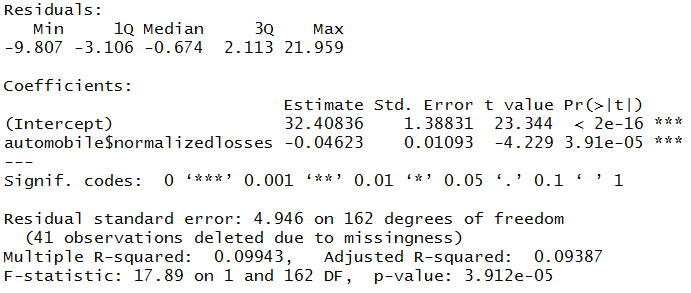 Residuals:
   Min     1Q Median     3Q    Max
-9.807 -3.106 -0.674  2.113 21.959

Coefficients:
                            Estimate Std. Error t value Pr(>|t|)
(Intercept)                 32.40836    1.38831  23.344  < 2e-16 ***
automobile$normalizedlosses -0.04623    0.01093  -4.229 3.91e-05 ***
---
Signif. codes:  0 ‘***’ 0.001 ‘**’ 0.01 ‘*’ 0.05 ‘.’ 0.1 ‘ ’ 1

Residual standard error: 4.946 on 162 degrees of freedom
  (41 observations deleted due to missingness)
Multiple R-squared:  0.09943,	Adjusted R-squared:  0.09387
F-statistic: 17.89 on 1 and 162 DF,  p-value: 3.912e-05